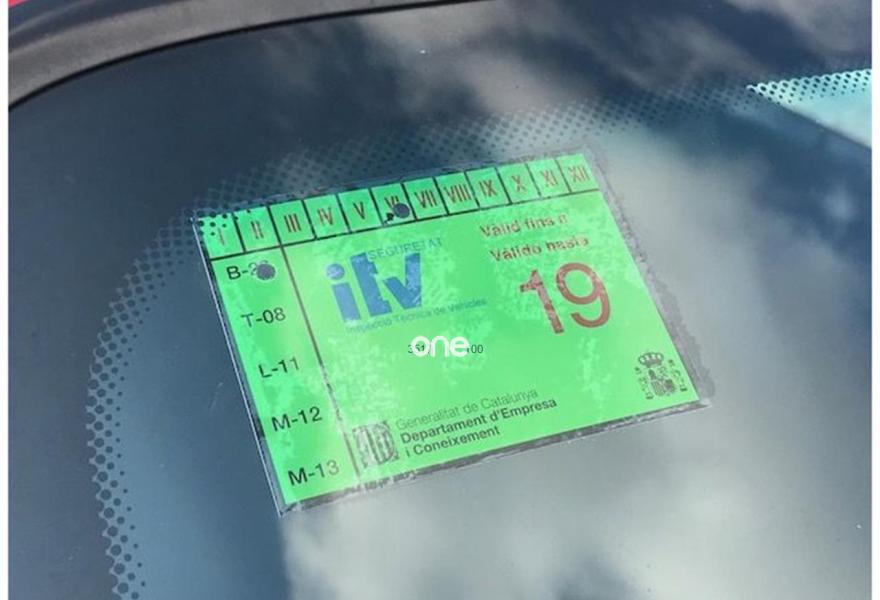 I II III IV V VI VII VIII IX X XI XII
Vàlid fins a
Válido hasta
19
SEGURETAT
itv
Inspecció Tècnica de Vehicles
one
B-
T-08
L-11
M-12
M-13
Generalitat de Catalunya
Departament d'Empresa
i Coneixement